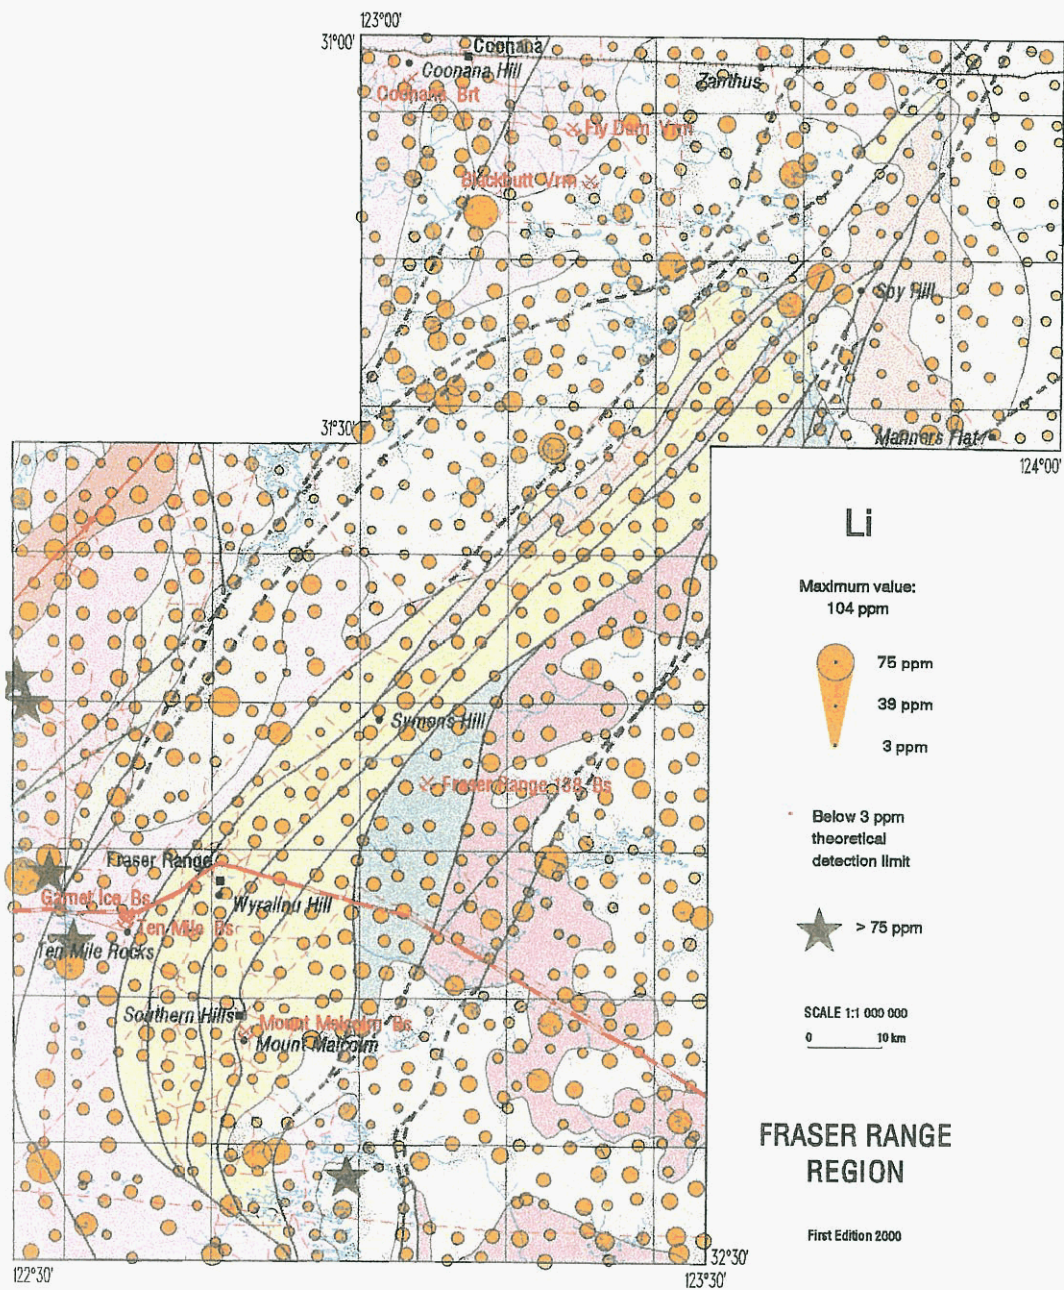 123°00'
31°00'
Coonana
Coonana Hill
Zanthus
Coonana Brt
Fly Dam Vrm
Blackbutt Vrm
Spy Hill
31°30'
Manners Flat
124°00'
Li
Maximum value:
104 ppm
75 ppm
39 ppm
3 ppm
Symons Hill
Fraser Range 188 Bs
Below 3 ppm
theoretical
detection limit
Fraser Range
Garnet Ice Bs
Wyralinu Hill
Ten Mile Bs
Ten Mile Rocks
> 75 ppm
Southern Hills
Mount Malcolm Bs
Mount Malcolm
SCALE 1:1 000 000
0 10 km
FRASER RANGE
REGION
First Edition 2000
122°30'
32°30'
123°30'